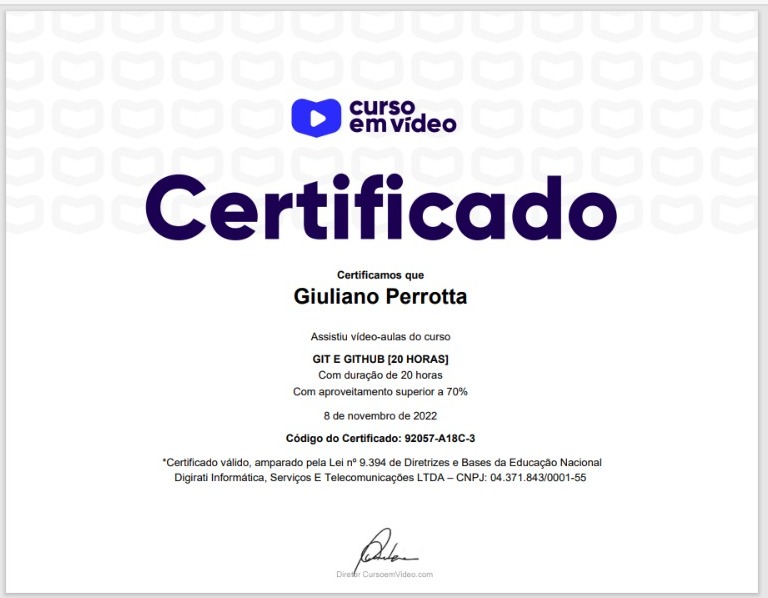 curso
em vídeo
Certificado
Certificamos que
Giuliano Perrotta
Assistiu vídeo-aulas do curso
GIT E GITHUB [20 HORAS]
Com duração de 20 horas
Com aproveitamento superior a 70%
8 de novembro de 2022
Código do Certificado: 92057-A18C-3
*Certificado válido, amparado pela Lei nº 9.394 de Diretrizes e Bases da Educação Nacional
Digirati Informática, Serviços E Telecomunicações LTDA – CNPJ: 04.371.843/0001-55
Diretor CursoemVideo.com